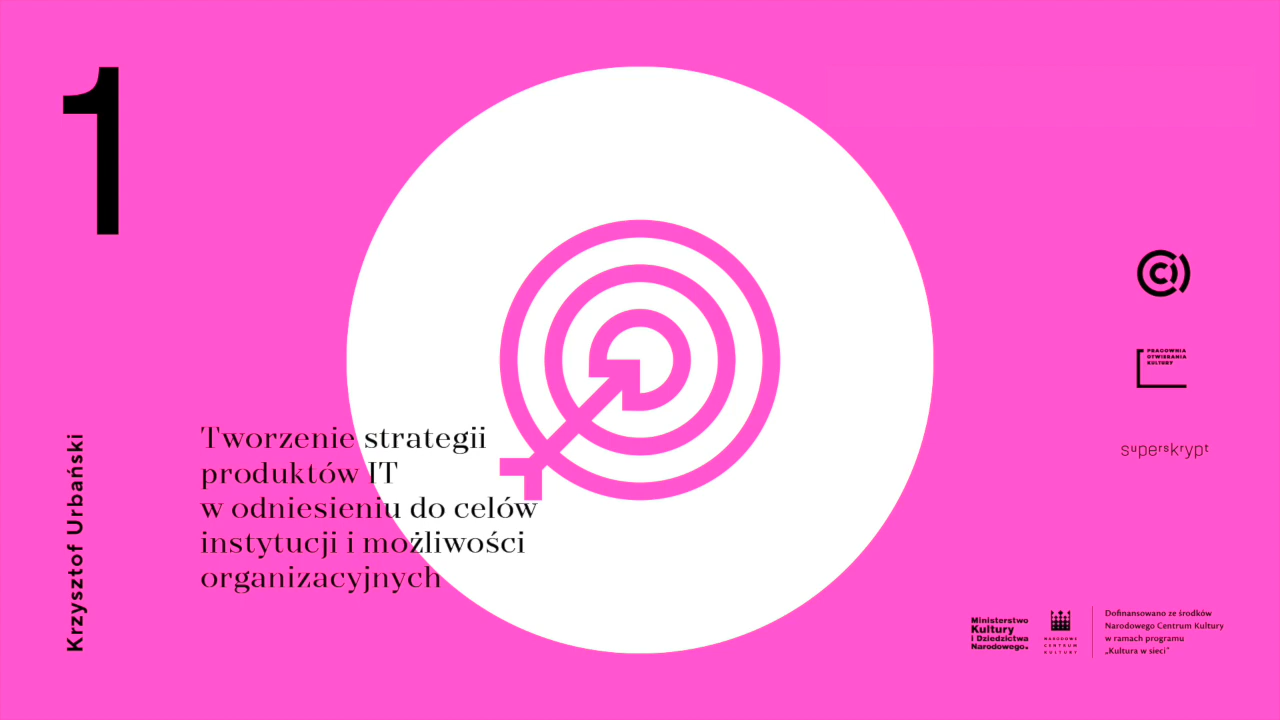 1
Krzysztof Urbański
Tworzenie strategii
produktów IT
w odniesieniu do celów
instytucji i możliwości
organizacyjnych
PRACOWNIA
OTWIERANIA
KULTURY
superskrypt
Ministerstwo
Kultury
i Dziedzictwa
Narodowego.
NARODOWE
CENTRUM
KULTURY
Dofinansowano ze środków
Narodowego Centrum Kultury
w ramach programu
„Kultura w sieci”